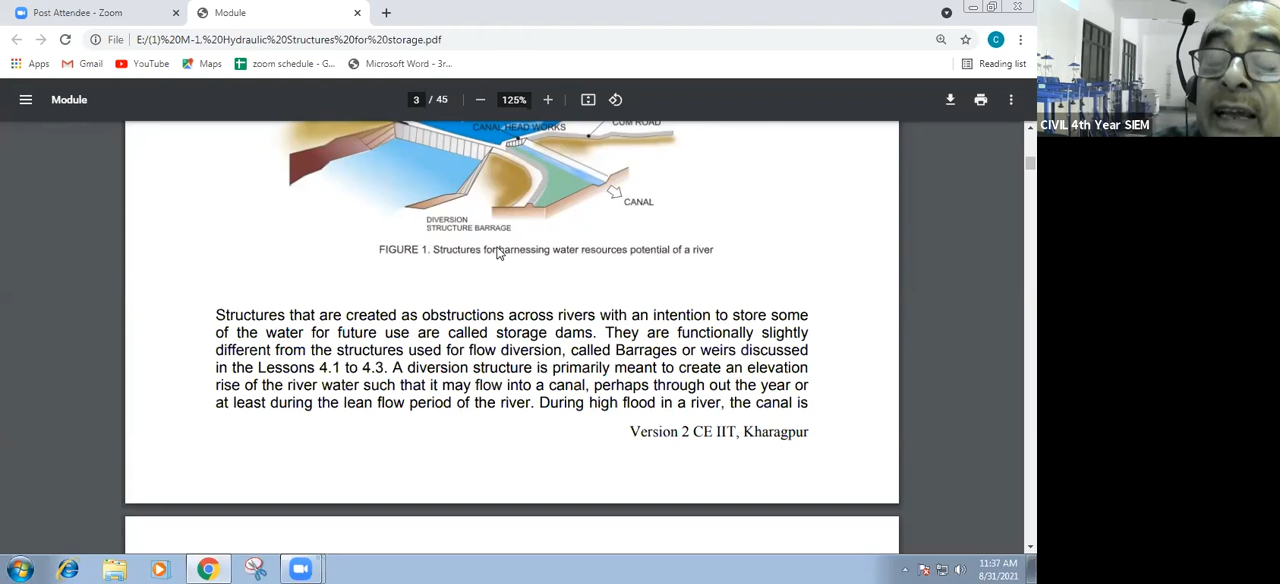 Post Attendee - Zoom
Module
File
E:/(1)%20M-1.%20Hydraulic%20Structures%20for%20storage.pdf
C
Apps
Gmail
YouTube
Maps
zoom schedule - G...
Microsoft Word - 3r...
Reading list
Module
3 / 45
125%
CIVIL 4th Year SIEM
CANAL HEAD WORKS
CUM ROAD
CANAL
DIVERSION
STRUCTURE BARRAGE
FIGURE 1. Structures for harnessing water resources potential of a river
Structures that are created as obstructions across rivers with an intention to store some
of the water for future use are called storage dams. They are functionally slightly
different from the structures used for flow diversion, called Barrages or weirs discussed
in the Lessons 4.1 to 4.3. A diversion structure is primarily meant to create an elevation
rise of the river water such that it may flow into a canal, perhaps through out the year or
at least during the lean flow period of the river. During high flood in a river, the canal is
Version 2 CE IIT, Kharagpur
11:37 AM
8/31/2021